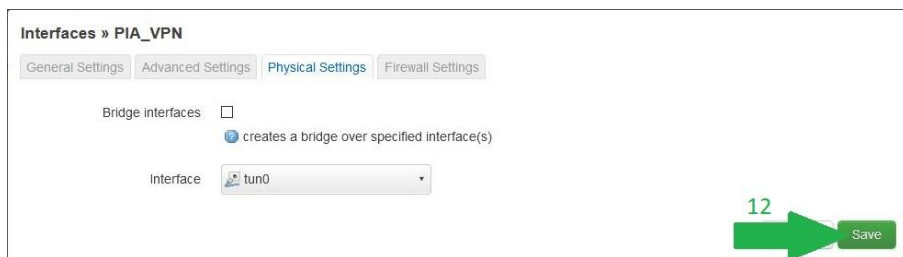 Interfaces » PIA_VPN
General Settings Advanced Settings Physical Settings Firewall Settings
Bridge interfaces
creates a bridge over specified interface(s)
Interface tun0
12
Save